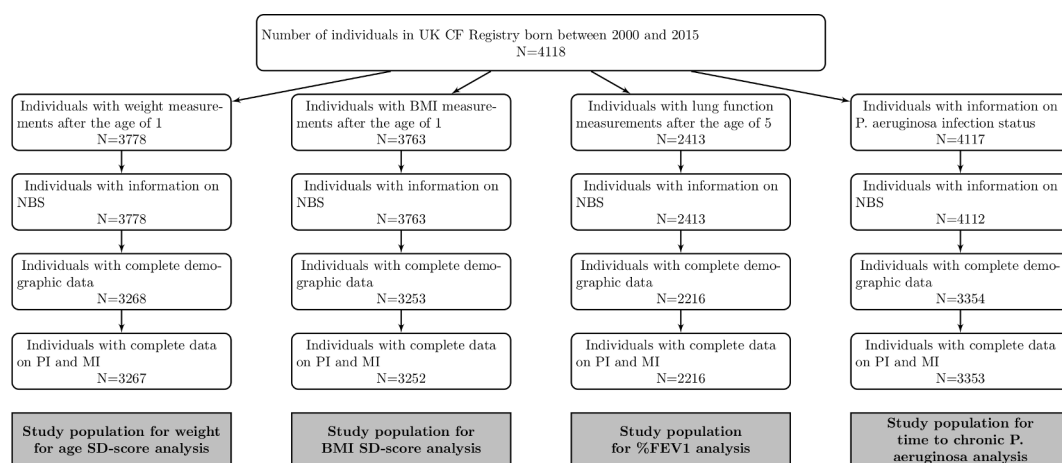 Number of individuals in UK CF Registry born between 2000 and 2015
N=4118
Individuals with weight measure-
ments after the age of 1
N=3778
Individuals with BMI measure-
ments after the age of 1
N=3763
Individuals with lung function
measurements after the age of 5
N=2413
Individuals with information on
P. aeruginosa infection status
N=4117
Individuals with information on
NBS
N=3778
Individuals with information on
NBS
N=3763
Individuals with information on
NBS
N=2413
Individuals with information on
NBS
N=4112
Individuals with complete demo-
graphic data
N=3268
Individuals with complete demo-
graphic data
N=3253
Individuals with complete demo-
graphic data
N=2216
Individuals with complete demo-
graphic data
N=3354
Individuals with complete data
on PI and MI
N=3267
Individuals with complete data
on PI and MI
N=3252
Individuals with complete data
on PI and MI
N=2216
Individuals with complete data
on PI and MI
N=3353
Study population for weight
for age SD-score analysis
Study population for
BMI SD-score analysis
Study population
for %FEV1 analysis
Study population for
time to chronic P.
aeruginosa analysis